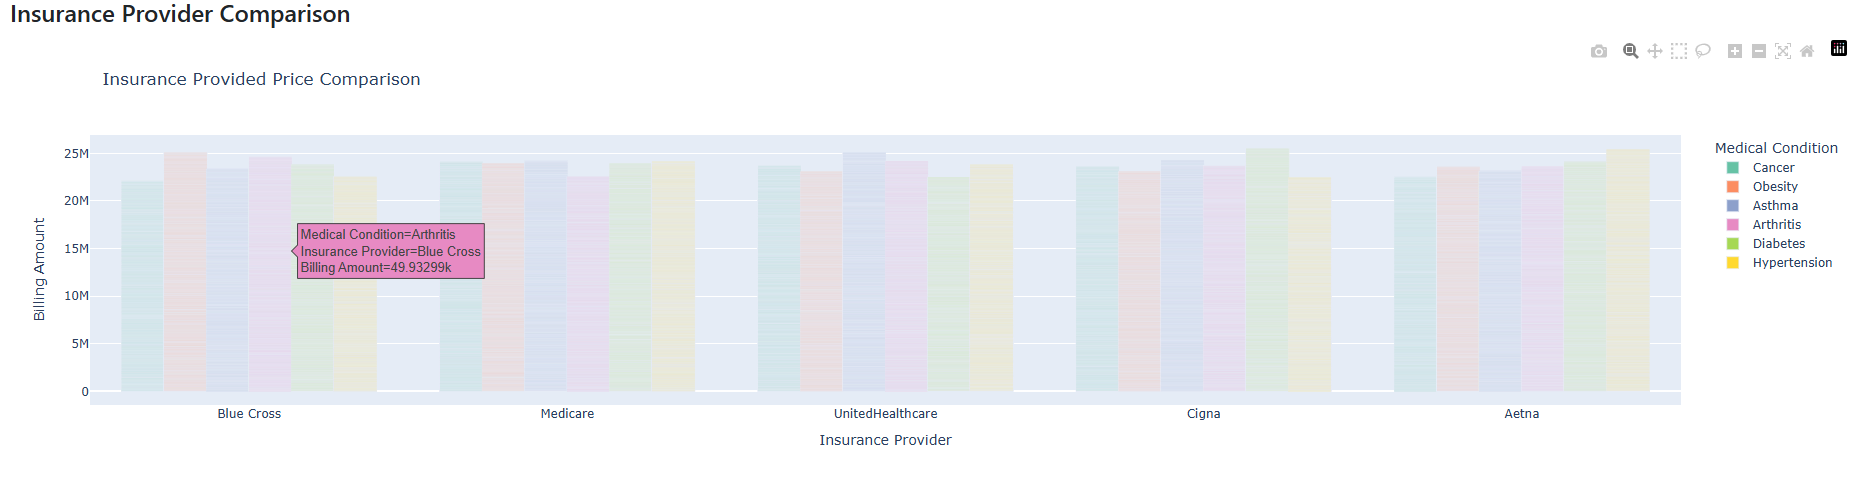 Insurance Provider Comparison
Insurance Provided Price Comparison
Billing Amount
25M
20M
15M
10M
5M
0
Medical Condition=Arthritis
Insurance Provider=Blue Cross
Billing Amount=49.93299k
Blue Cross
Medicare
UnitedHealthcare
Cigna
Aetna
Insurance Provider
Medical Condition
Cancer
Obesity
Asthma
Arthritis
Diabetes
Hypertension